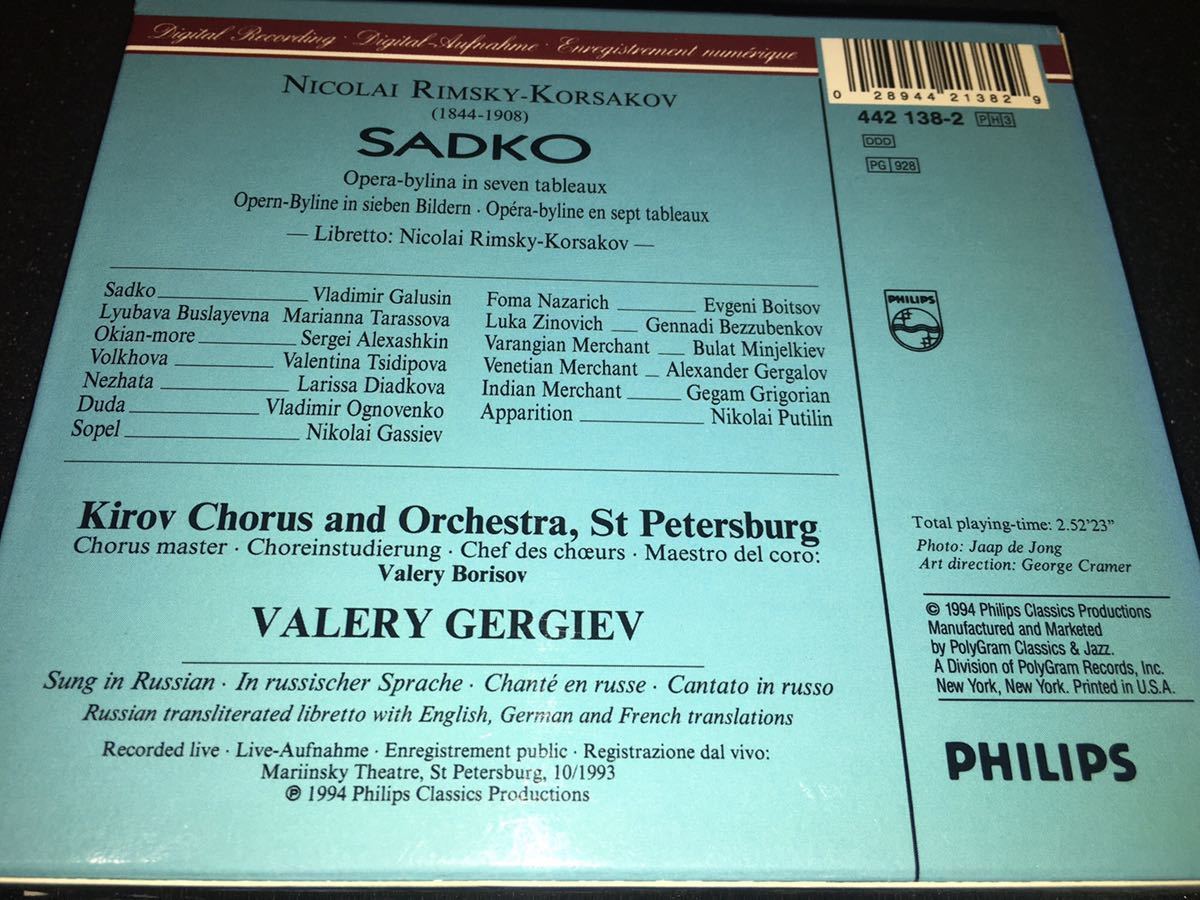 Digital Recording · Digital-Aufnahme · Enregistrement numérique
NICOLAI RIMSKY-KORSAKOV
(1844-1908)
SADKO
Opera-bylina in seven tableaux
Opern-Byline in sieben Bildern · Opéra-byline en sept tableaux
— Libretto: Nicolai Rimsky-Korsakov —
Sadko Vladimir Galusin
Lyubava Buslayevna Marianna Tarassova
Okian-more Sergei Alexashkin
Volkhova Valentina Tsidipova
Nezhata Larissa Diadkova
Duda Vladimir Ognovenko
Sopel Nikolai Gassiev
Foma Nazarich Evgeni Boitsov
Luka Zinovich Gennadi Bezzubenkov
Varangian Merchant Bulat Minjelkiev
Venetian Merchant Alexander Gergalov
Indian Merchant Gegam Grigorian
Apparition Nikolai Putilin
Kirov Chorus and Orchestra, St Petersburg
Chorus master · Choreinstudierung · Chef des chœurs · Maestro del coro:
Valery Borisov
VALERY GERGIEV
Sung in Russian · In russischer Sprache · Chanté en russe · Cantato in russo
Russian transliterated libretto with English, German and French translations
Recorded live · Live-Aufnahme · Enregistrement public · Registrazione dal vivo:
Mariinsky Theatre, St Petersburg, 10/1993
℗ 1994 Philips Classics Productions
0 28944 21382 9
442 138-2 PH3
DDD
PG 928
PHILIPS
Total playing-time: 2.52'23"
Photo: Jaap de Jong
Art direction: George Cramer
© 1994 Philips Classics Productions
Manufactured and Marketed
by PolyGram Classics & Jazz.
A Division of PolyGram Records, Inc.
New York, New York. Printed in U.S.A.
PHILIPS